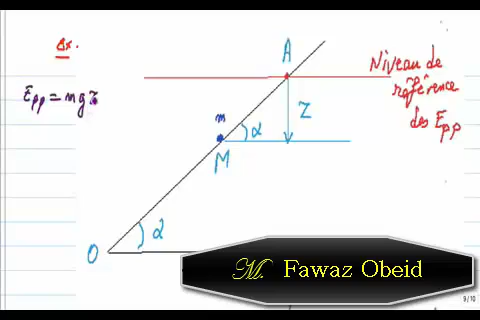 Ex.
A
Niveau de
référence
des Epp
Epp = mgz
m
α
Z
M
O
α
M. Fawaz Obeid
9/10